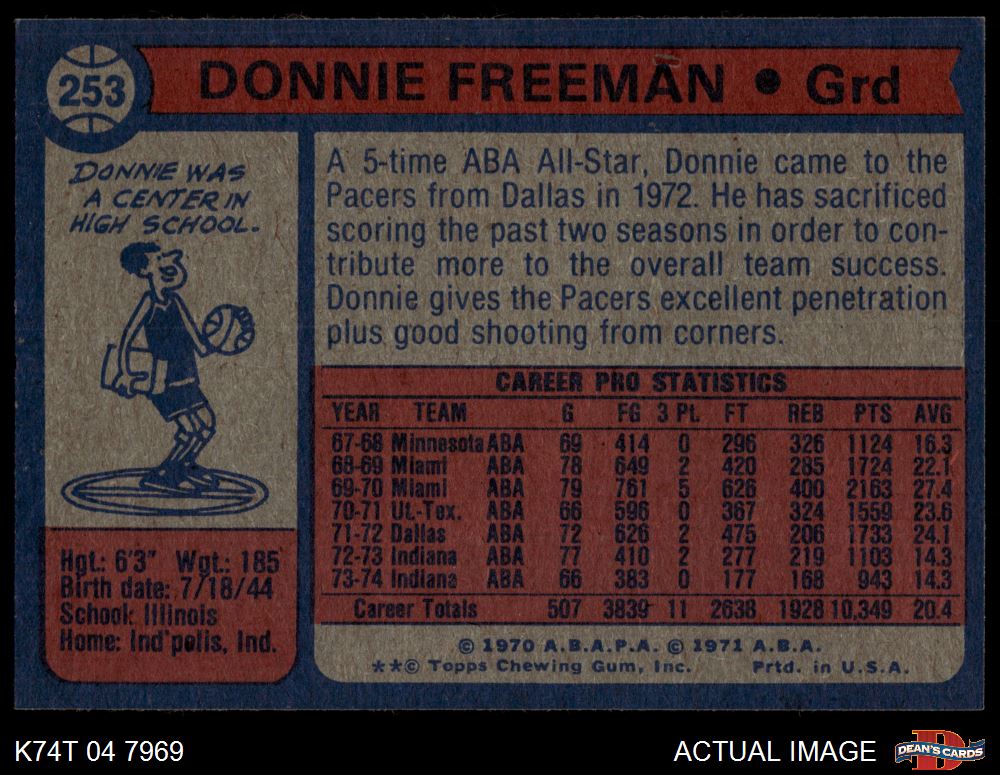 253
DONNIE FREEMAN • Grd
DONNIE WAS
A CENTER IN
HIGH SCHOOL.
A 5-time ABA All-Star, Donnie came to the
Pacers from Dallas in 1972. He has sacrificed
scoring the past two seasons in order to con-
tribute more to the overall team success.
Donnie gives the Pacers excellent penetration
plus good shooting from corners.
CAREER PRO STATISTICS
YEAR TEAM G FG 3 PL FT REB PTS AVG
67-68 Minnesota ABA 69 414 0 296 326 1124 16.3
68-69 Miami ABA 78 649 2 420 285 1724 22.1
69-70 Miami ABA 79 761 5 626 400 2163 27.4
70-71 Ut.-Tex. ABA 66 596 0 367 324 1559 23.6
71-72 Dallas ABA 72 626 2 475 206 1733 24.1
72-73 Indiana ABA 77 410 2 277 219 1103 14.3
73-74 Indiana ABA 66 383 0 177 168 943 14.3
Career Totals 507 3839 11 2638 1928 10,349 20.4
Hgt: 6'3" Wgt: 185
Birth date: 7/18/44
School: Illinois
Home: Ind'polis, Ind.
© 1970 A.B.A.P.A. © 1971 A.B.A.
**© Topps Chewing Gum, Inc. Prtd. in U.S.A.
K74T 04 7969
ACTUAL IMAGE
DEAN'S CARDS